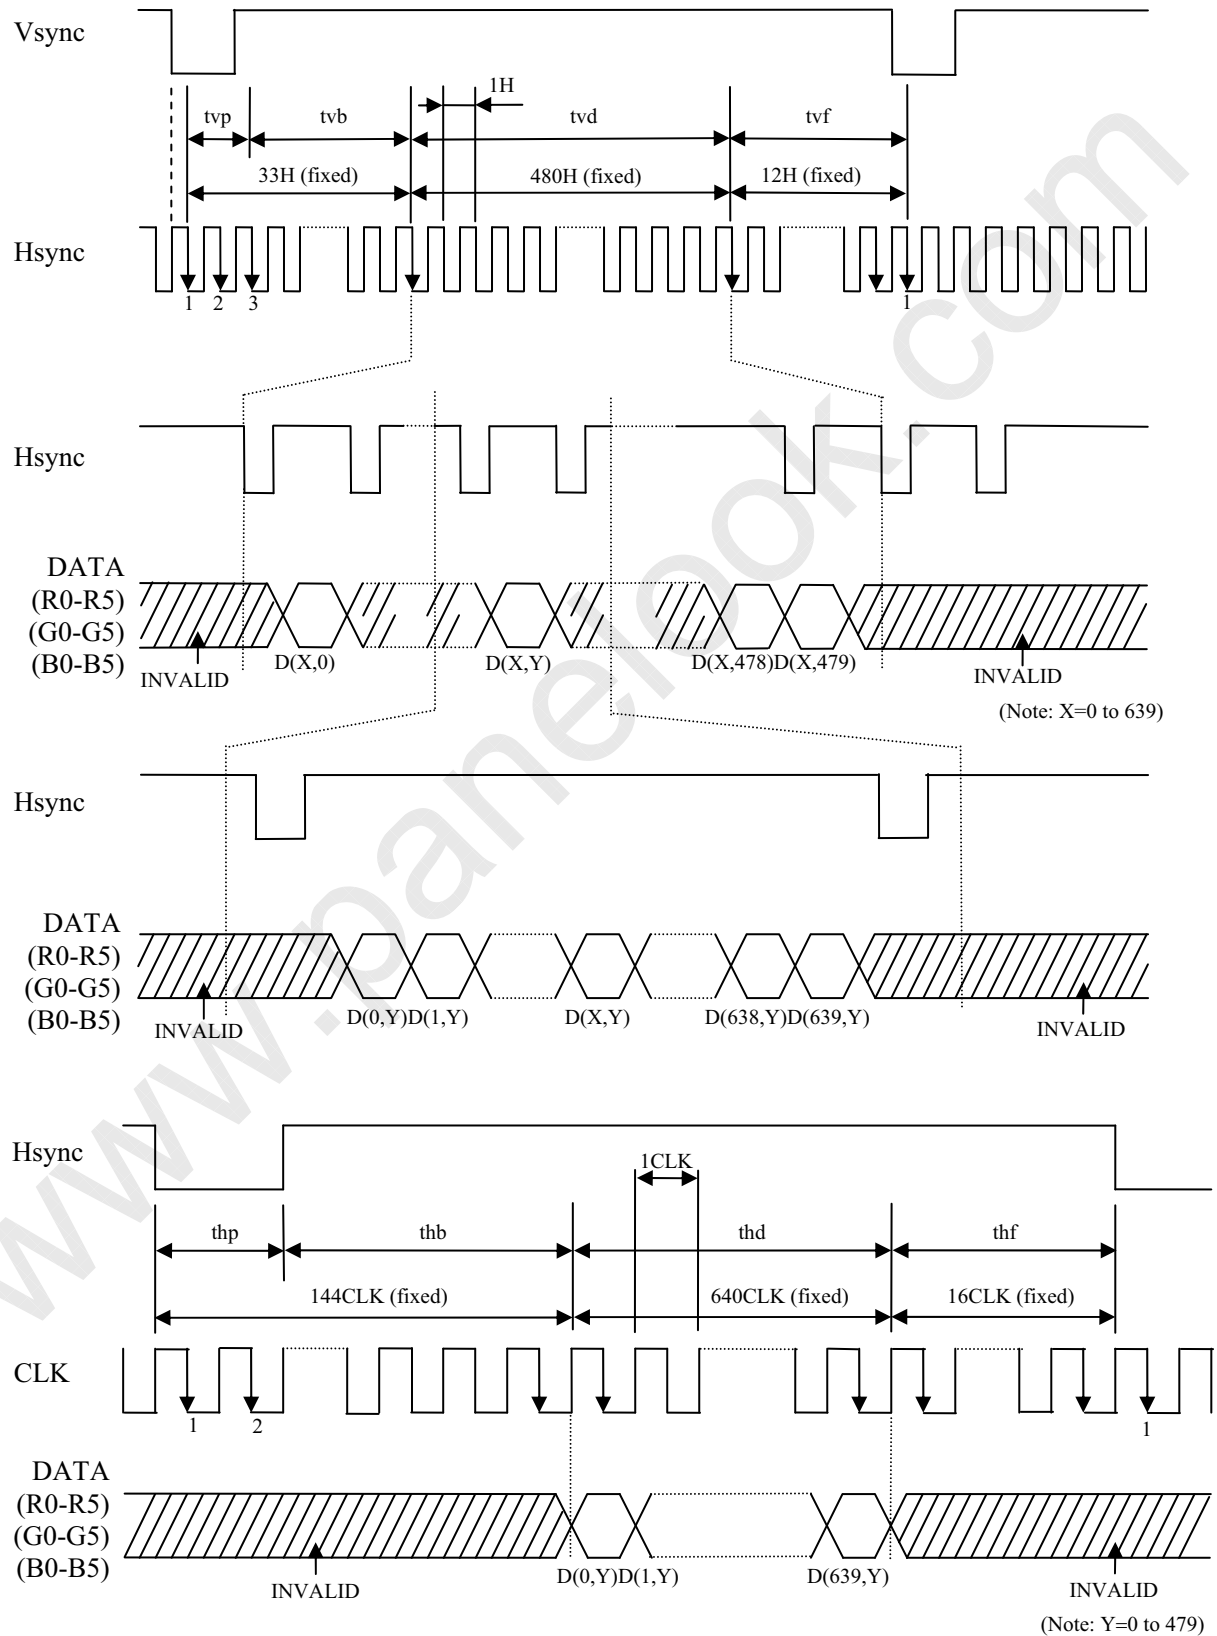 Vsync
1H
tvp tvb tvd tvf
33H (fixed) 480H (fixed) 12H (fixed)
Hsync
1 2 3 1
Hsync
DATA
(R0-R5)
(G0-G5)
(B0-B5)
D(X,0) D(X,Y) D(X,478)D(X,479)
INVALID INVALID
(Note: X=0 to 639)
Hsync
DATA
(R0-R5)
(G0-G5)
(B0-B5)
D(0,Y)D(1,Y) D(X,Y) D(638,Y)D(639,Y)
INVALID INVALID
Hsync
1CLK
thp thb thd thf
144CLK (fixed) 640CLK (fixed) 16CLK (fixed)
CLK
1 2 1
DATA
(R0-R5)
(G0-G5)
(B0-B5)
D(0,Y)D(1,Y) D(639,Y)
INVALID INVALID
(Note: Y=0 to 479)
www.panelook.com